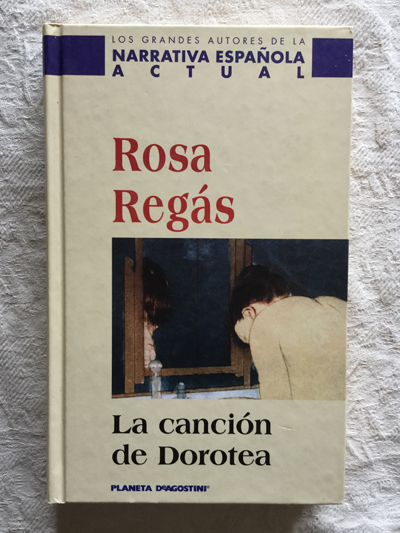 LOS GRANDES AUTORES DE LA
NARRATIVA ESPAÑOLA
ACTUAL
Rosa
Regás
La canción
de Dorotea
PLANETA DEAGOSTINI